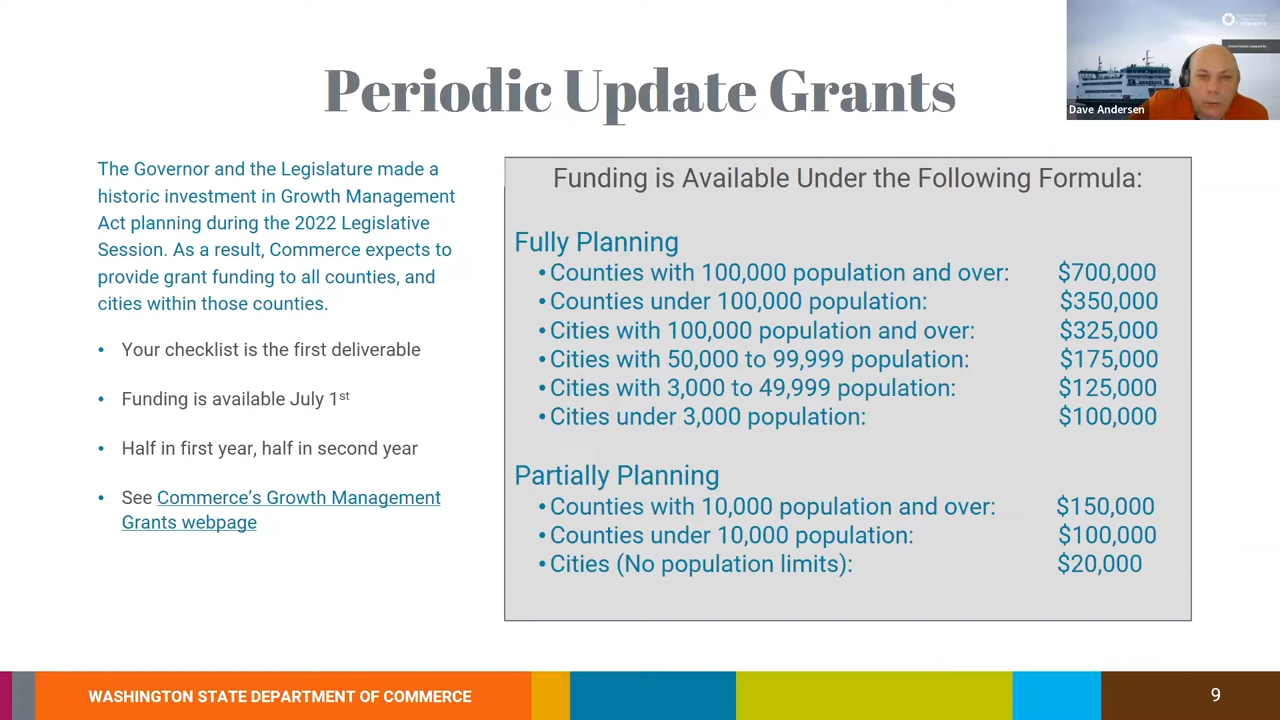 Periodic Update Grants
Dave Andersen
The Governor and the Legislature made a
historic investment in Growth Management
Act planning during the 2022 Legislative
Session. As a result, Commerce expects to
provide grant funding to all counties, and
cities within those counties.
• Your checklist is the first deliverable
• Funding is available July 1st
• Half in first year, half in second year
• See Commerce’s Growth Management
Grants webpage
Funding is Available Under the Following Formula:
Fully Planning
•Counties with 100,000 population and over: $700,000
•Counties under 100,000 population: $350,000
•Cities with 100,000 population and over: $325,000
•Cities with 50,000 to 99,999 population: $175,000
•Cities with 3,000 to 49,999 population: $125,000
•Cities under 3,000 population: $100,000
Partially Planning
•Counties with 10,000 population and over: $150,000
•Counties under 10,000 population: $100,000
•Cities (No population limits): $20,000
WASHINGTON STATE DEPARTMENT OF COMMERCE
9